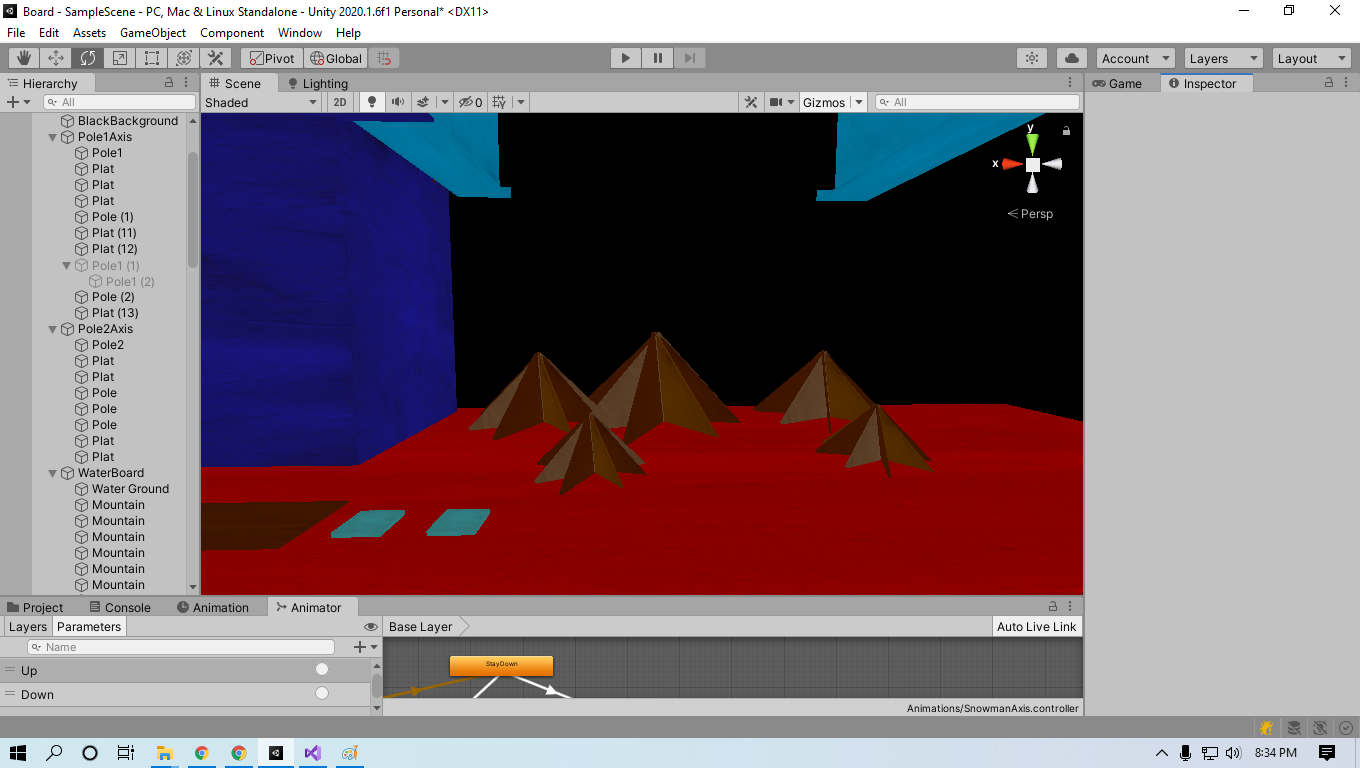 Board - SampleScene - PC, Mac & Linux Standalone - Unity 2020.1.6f1 Personal* <DX11>
File Edit Assets GameObject Component Window Help
Pivot Global Account Layers Layout
Hierarchy
All
BlackBackground
Pole1Axis
Pole1
Plat
Plat
Plat
Pole (1)
Plat (11)
Plat (12)
Pole1 (1)
Pole1 (2)
Pole (2)
Plat (13)
Pole2Axis
Pole2
Plat
Plat
Pole
Pole
Pole
Plat
Plat
WaterBoard
Water Ground
Mountain
Mountain
Mountain
Mountain
Mountain
Mountain
Scene Lighting
Shaded 2D 0 Gizmos All
y
x
Persp
Game Inspector
Project Console Animation Animator
Layers Parameters Base Layer Auto Live Link
Name
Up
Down
StayDown
Animations/SnowmanAxis.controller
8:34 PM